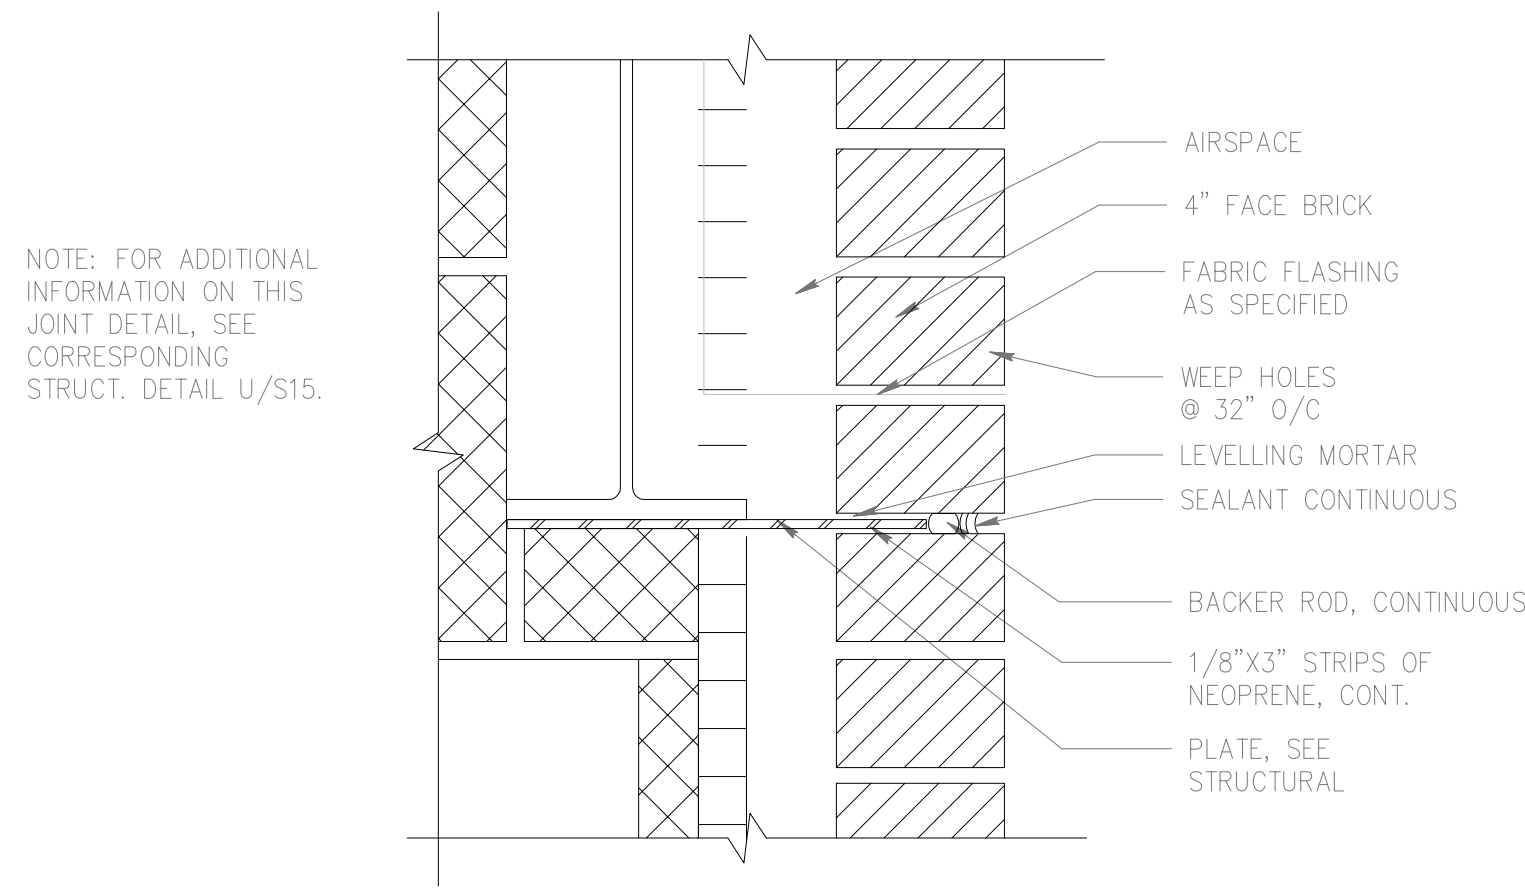 NOTE: FOR ADDITIONAL
INFORMATION ON THIS
JOINT DETAIL, SEE
CORRESPONDING
STRUCT. DETAIL U/S15.
AIRSPACE
4” FACE BRICK
FABRIC FLASHING
AS SPECIFIED
WEEP HOLES
@ 32” O/C
LEVELLING MORTAR
SEALANT CONTINUOUS
BACKER ROD, CONTINUOUS
1/8”X3” STRIPS OF
NEOPRENE, CONT.
PLATE, SEE
STRUCTURAL